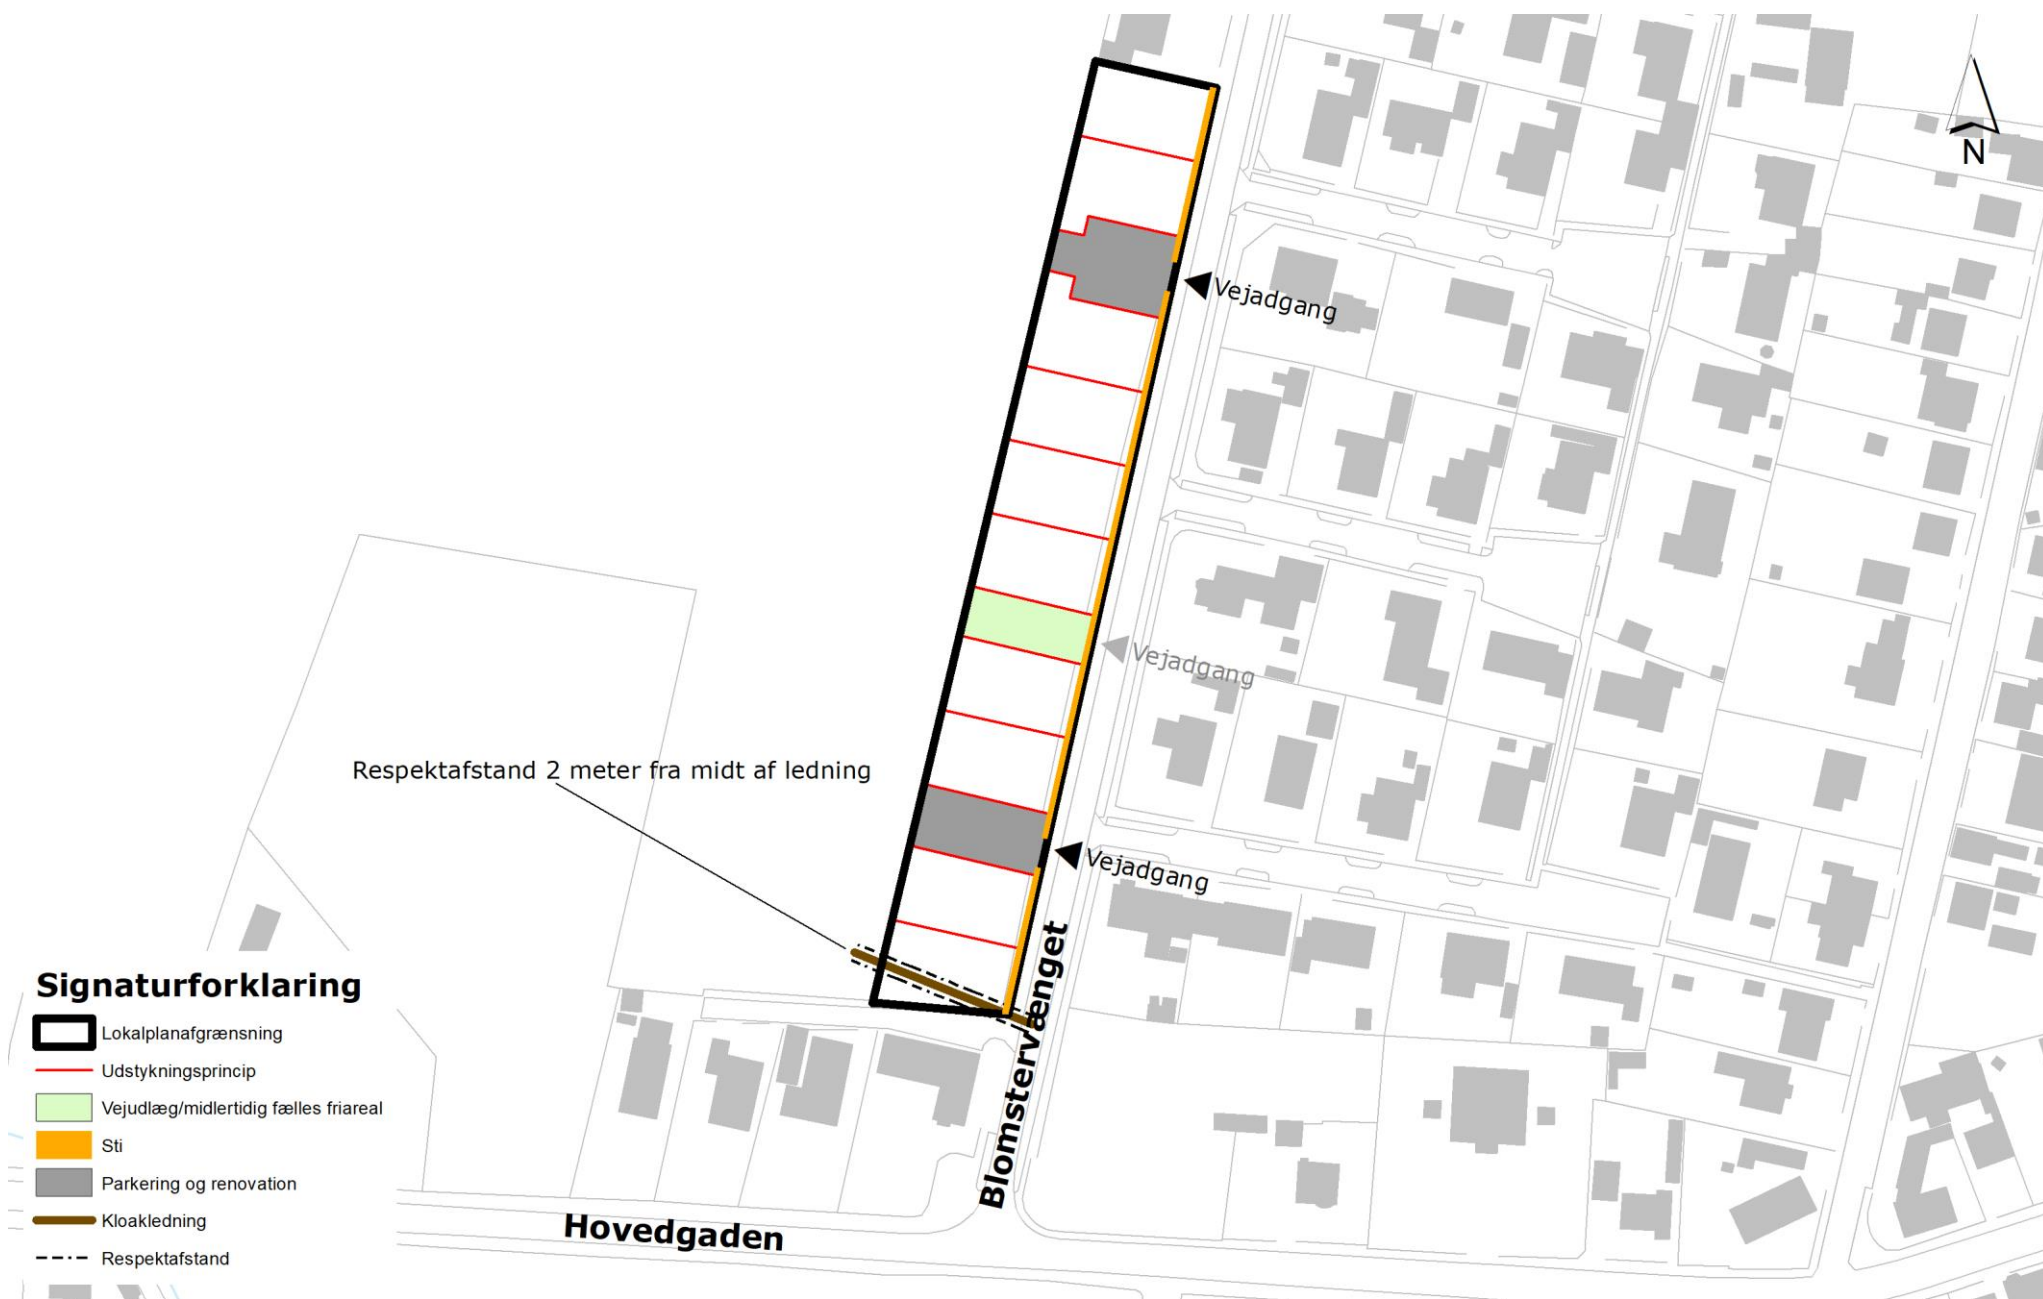 N
Vejadgang
Vejadgang
Respektafstand 2 meter fra midt af ledning
Vejadgang
Blomstervænget
Hovedgaden
Signaturforklaring
Lokalplanafgrænsning
Udstykningsprincip
Vejudlæg/midlertidig fælles friareal
Sti
Parkering og renovation
Kloakledning
Respektafstand